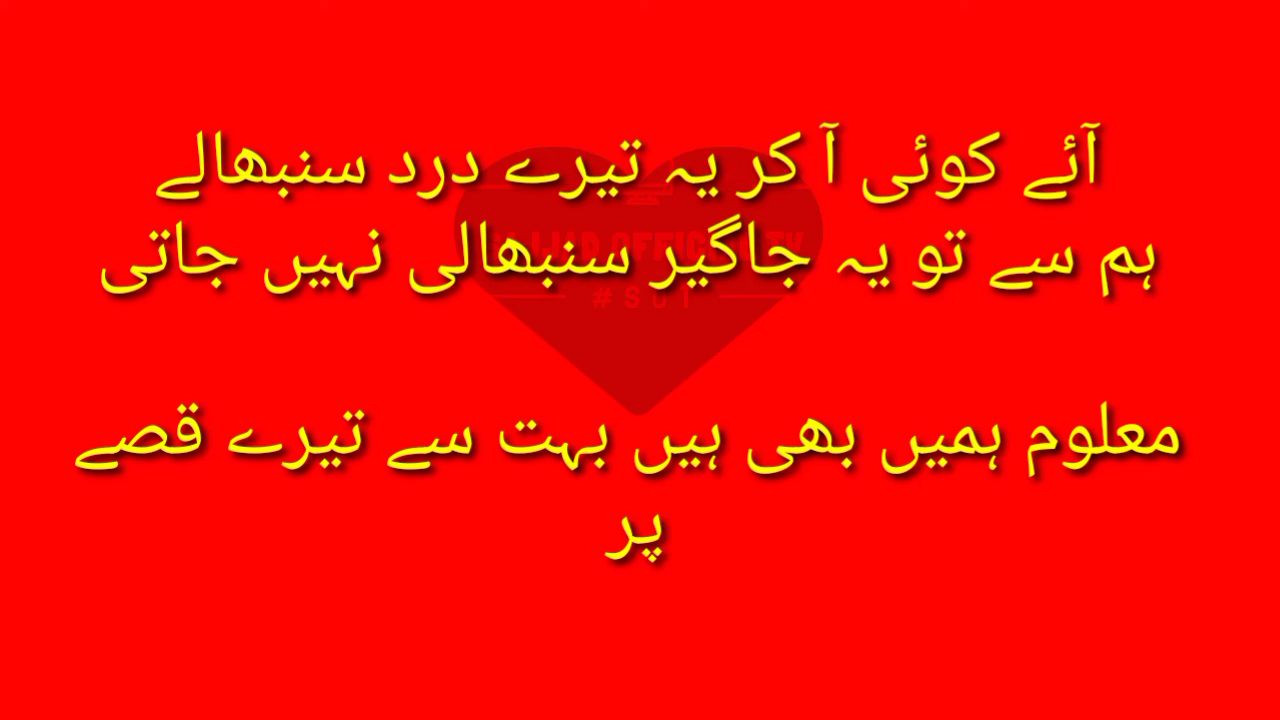 آئے کوئی آ کر یہ تیرے درد سنبھالے
ہم سے تو یہ جاگیر سنبھالی نہیں جاتی
معلوم ہمیں بھی ہیں بہت سے تیرے قصے
پر
# S